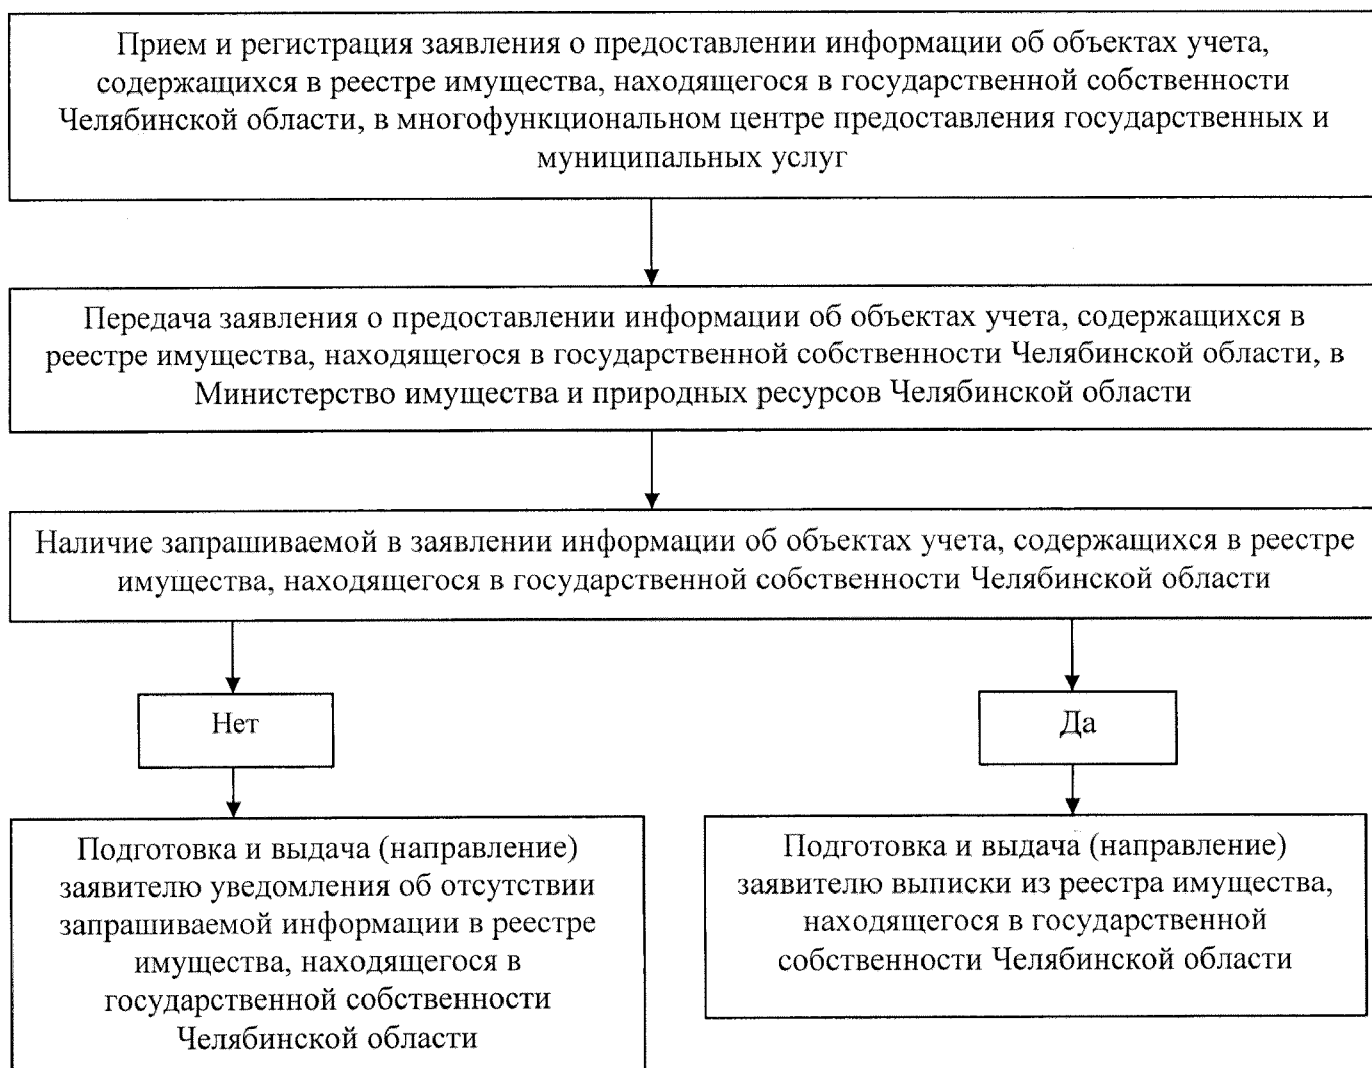 Прием и регистрация заявления о предоставлении информации об объектах учета,
содержащихся в реестре имущества, находящегося в государственной собственности
Челябинской области, в многофункциональном центре предоставления государственных и
муниципальных услуг
Передача заявления о предоставлении информации об объектах учета, содержащихся в
реестре имущества, находящегося в государственной собственности Челябинской области, в
Министерство имущества и природных ресурсов Челябинской области
Наличие запрашиваемой в заявлении информации об объектах учета, содержащихся в реестре
имущества, находящегося в государственной собственности Челябинской области
Нет
Да
Подготовка и выдача (направление)
заявителю уведомления об отсутствии
запрашиваемой информации в реестре
имущества, находящегося в
государственной собственности
Челябинской области
Подготовка и выдача (направление)
заявителю выписки из реестра имущества,
находящегося в государственной
собственности Челябинской области